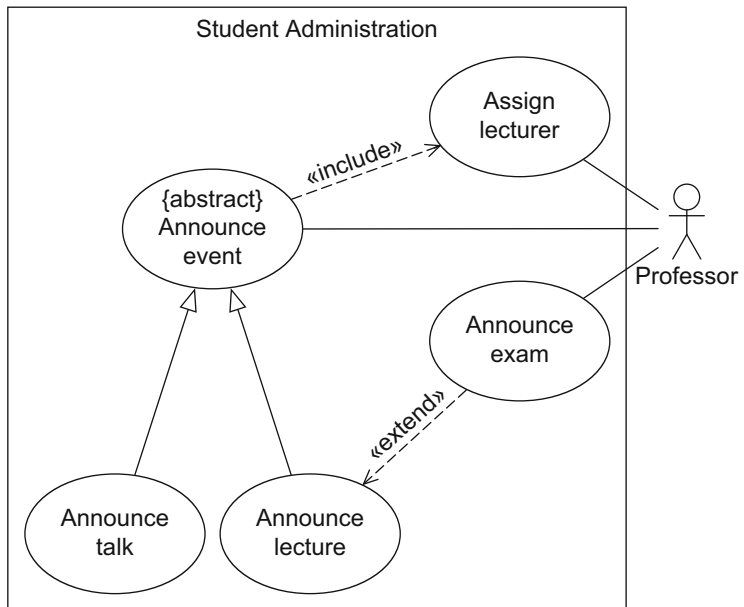 Student Administration
Assign
lecturer
«include»
{abstract}
Announce
event
Professor
Announce
exam
«extend»
Announce
talk
Announce
lecture